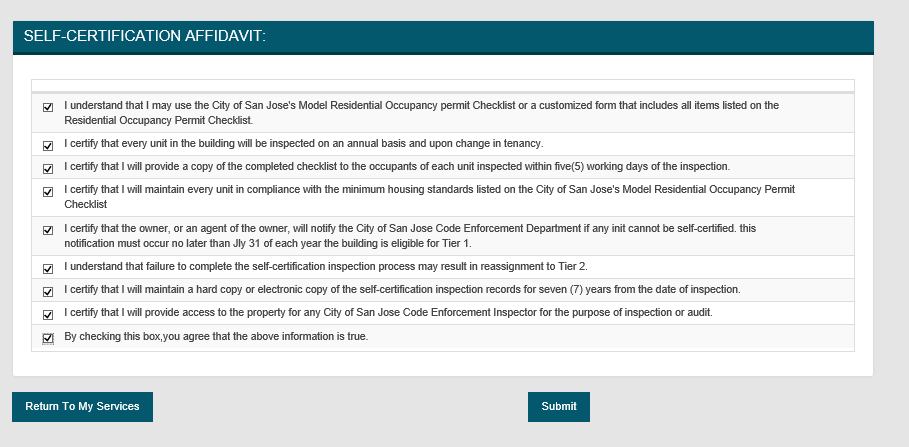 SELF-CERTIFICATION AFFIDAVIT:
I understand that I may use the City of San Jose's Model Residential Occupancy permit Checklist or a customized form that includes all items listed on the
Residential Occupancy Permit Checklist.
I certify that every unit in the building will be inspected on an annual basis and upon change in tenancy.
I certify that I will provide a copy of the completed checklist to the occupants of each unit inspected within five(5) working days of the inspection.
I certify that I will maintain every unit in compliance with the minimum housing standards listed on the City of San Jose's Model Residential Occupancy Permit
Checklist
I certify that the owner, or an agent of the owner, will notify the City of San Jose Code Enforcement Department if any init cannot be self-certified. this
notification must occur no later than Jly 31 of each year the building is eligible for Tier 1.
I understand that failure to complete the self-certification inspection process may result in reassignment to Tier 2.
I certify that I will maintain a hard copy or electronic copy of the self-certification inspection records for seven (7) years from the date of inspection.
I certify that I will provide access to the property for any City of San Jose Code Enforcement Inspector for the purpose of inspection or audit.
By checking this box,you agree that the above information is true.
Return To My Services
Submit